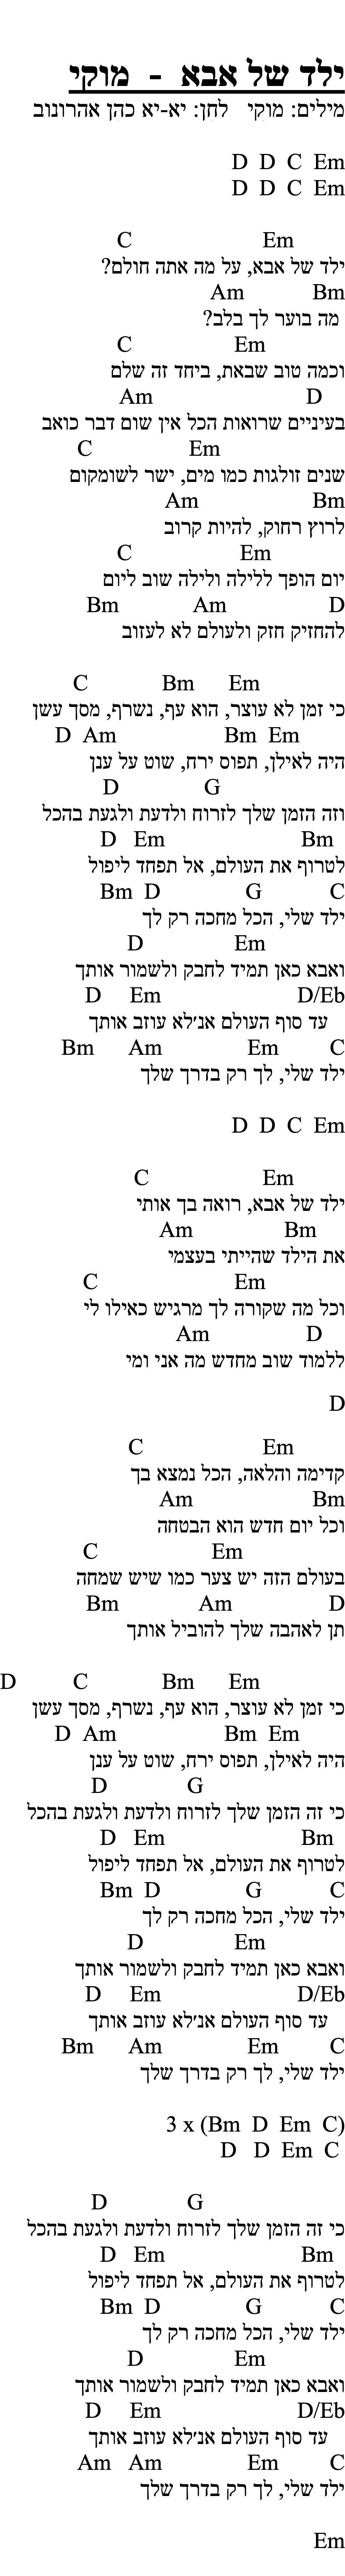 ילד של אבא - מוקי
מילים: מוקי לחן: יא-יא כהן אהרונוב
D D C Em
D D C Em
C Em
ילד של אבא, על מה אתה חולם?
Am Bm
מה בוער לך בלב?
C Em
וכמה טוב שבאת, ביחד זה שלם
Am D
בעיניים שרואות הכל אין שום דבר כואב
C Em
שנים זולגות כמו מים, ישר לשומקום
Am Bm
לרוץ רחוק, להיות קרוב
C Em
יום הופך ללילה ולילה שוב ליום
Bm Am D
להחזיק חזק ולעולם לא לעזוב
C Bm Em
כי זמן לא עוצר, הוא עף, נשרף, מסך עשן
D Am Bm Em
היה לאילן, תפוס ירח, שוט על ענן
D G
וזה הזמן שלך לזרוח ולדעת ולגעת בהכל
D Em Bm
לטרוף את העולם, אל תפחד ליפול
Bm D G C
ילד שלי, הכל מחכה רק לך
D Em
ואבא כאן תמיד לחבק ולשמור אותך
D Em D/Eb
עד סוף העולם אני'לא עוזב אותך
Bm Am Em C
ילד שלי, לך רק בדרך שלך
D D C Em
C Em
ילד של אבא, רואה בך אותי
Am Bm
את הילד שהייתי בעצמי
C Em
וכל מה שקורה לך מרגיש כאילו לי
Am D
ללמוד שוב מחדש מה אני ומי
D
C Em
קדימה והלאה, הכל נמצא בך
Am Bm
וכל יום חדש הוא הבטחה
C Em
בעולם הזה יש צער כמו שיש שמחה
Bm Am D
תן לאהבה שלך להוביל אותך
D C Bm Em
כי זמן לא עוצר, הוא עף, נשרף, מסך עשן
D Am Bm Em
היה לאילן, תפוס ירח, שוט על ענן
D G
כי זה הזמן שלך לזרוח ולדעת ולגעת בהכל
D Em Bm
לטרוף את העולם, אל תפחד ליפול
Bm D G C
ילד שלי, הכל מחכה רק לך
D Em
ואבא כאן תמיד לחבק ולשמור אותך
D Em D/Eb
עד סוף העולם אני'לא עוזב אותך
Bm Am Em C
ילד שלי, לך רק בדרך שלך
3 x (Bm D Em C)
D D Em C
D G
כי זה הזמן שלך לזרוח ולדעת ולגעת בהכל
D Em Bm
לטרוף את העולם, אל תפחד ליפול
Bm D G C
ילד שלי, הכל מחכה רק לך
D Em
ואבא כאן תמיד לחבק ולשמור אותך
D Em D/Eb
עד סוף העולם אני'לא עוזב אותך
Am Am Em C
ילד שלי, לך רק בדרך שלך
Em